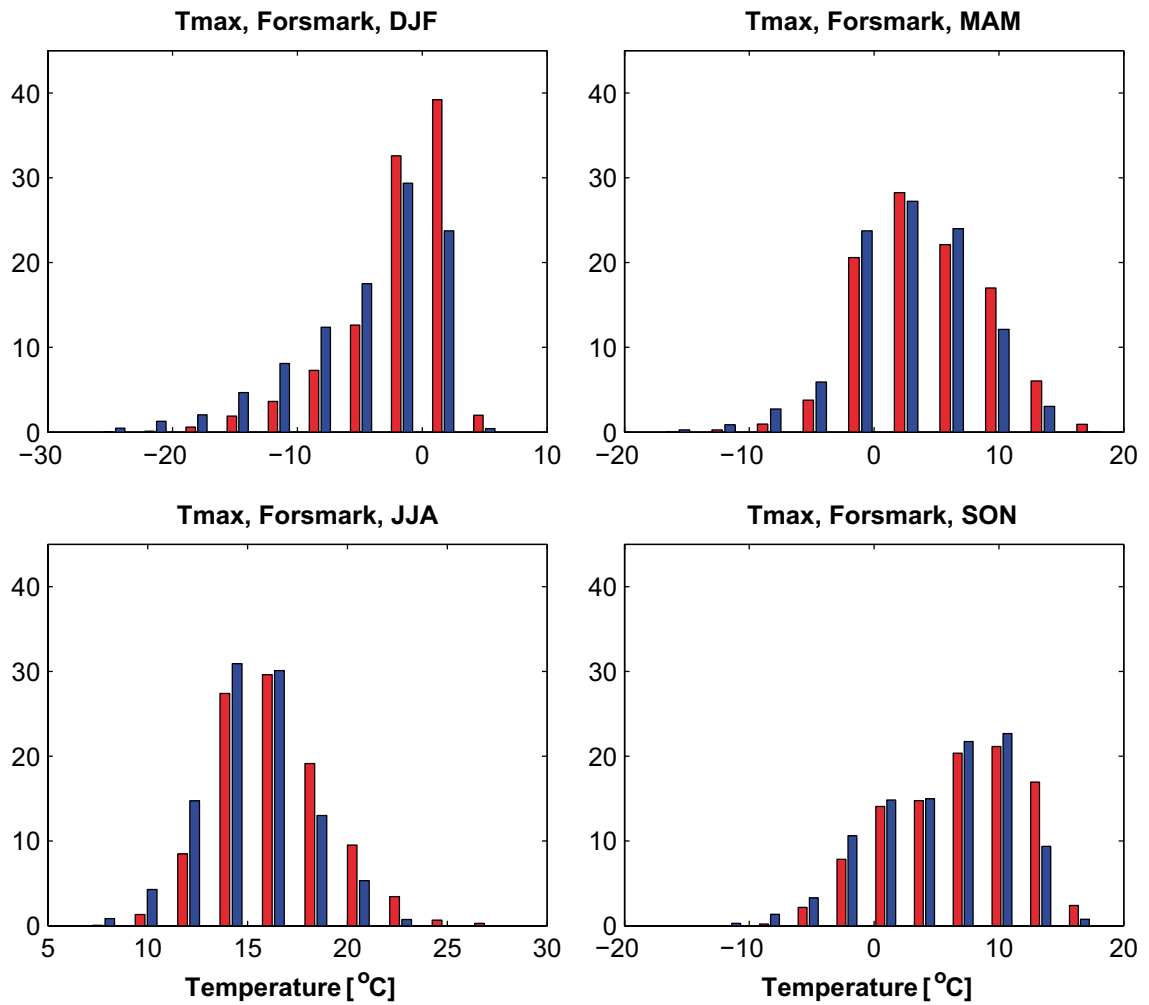 Tmax, Forsmark, DJF
40
30
20
10
0
−30 −20 −10 0 10
Tmax, Forsmark, MAM
40
30
20
10
0
−20 −10 0 10 20
Tmax, Forsmark, JJA
40
30
20
10
0
5 10 15 20 25 30
Temperature [°C]
Tmax, Forsmark, SON
40
30
20
10
0
−20 −10 0 10 20
Temperature [°C]